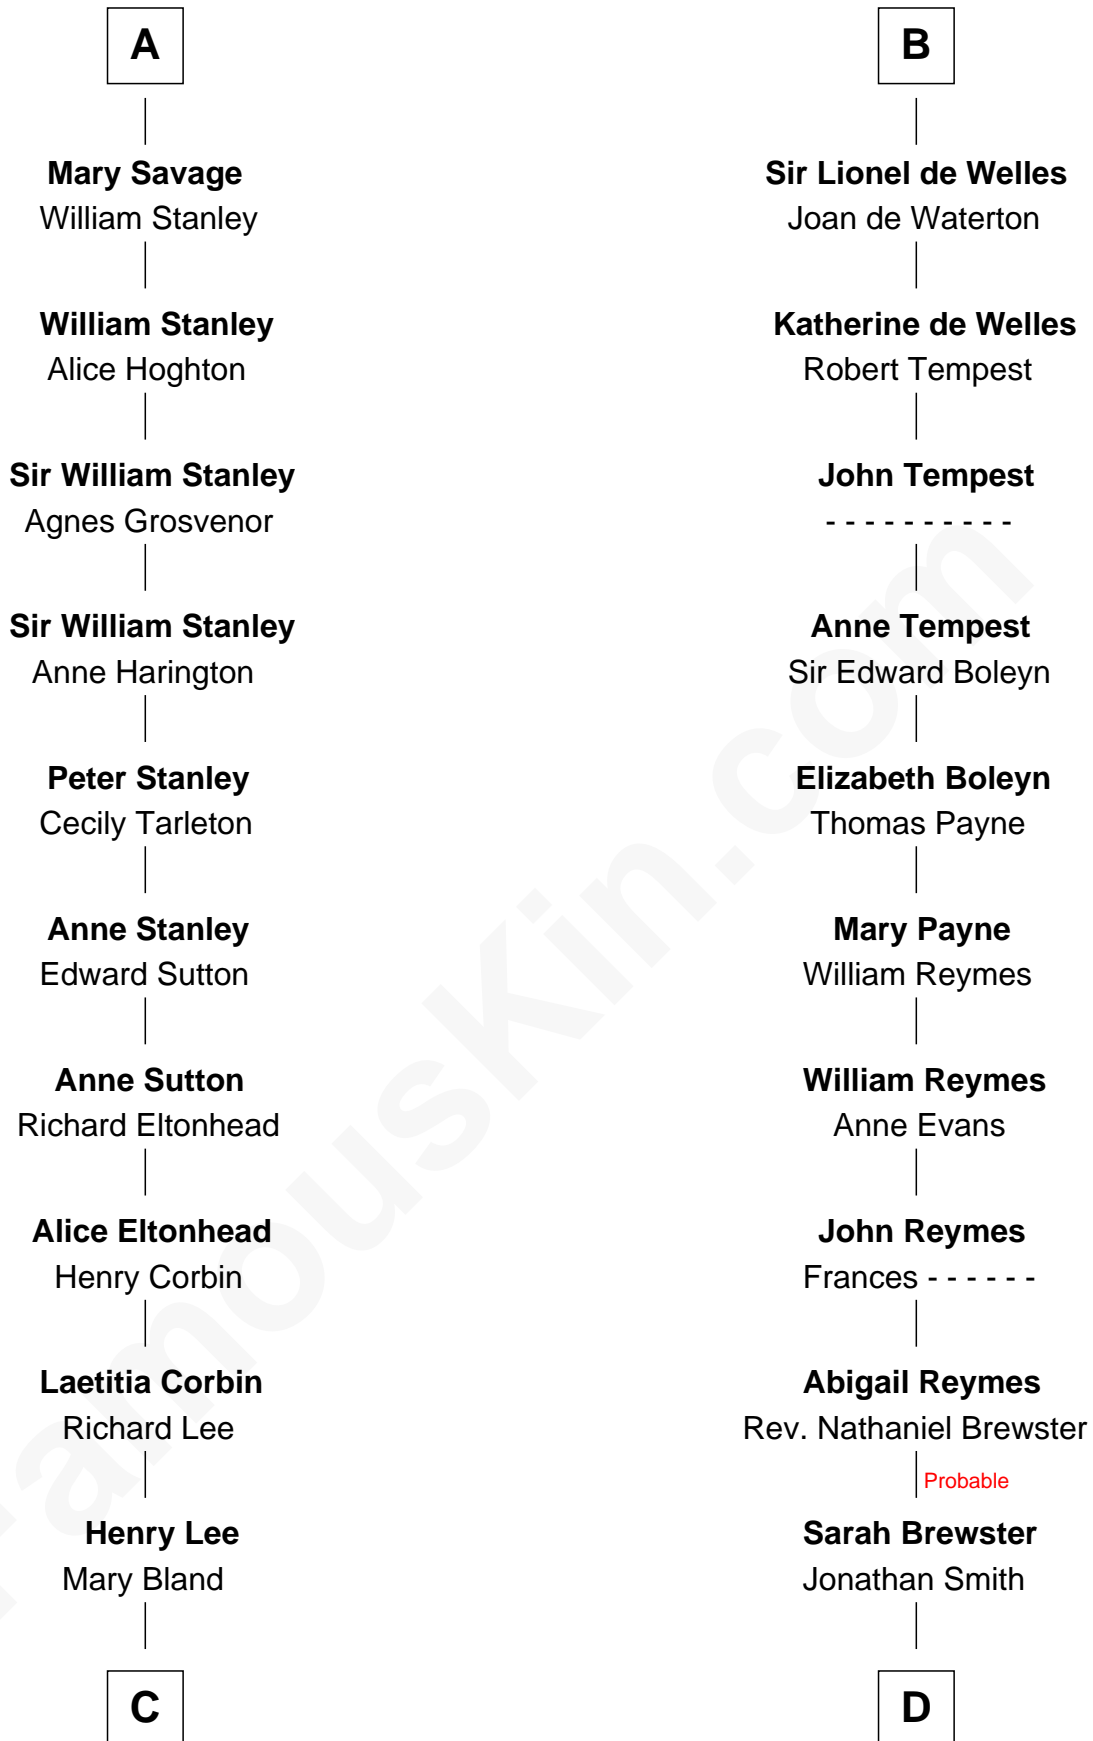 A
Mary Savage
William Stanley
William Stanley
Alice Hoghton
Sir William Stanley
Agnes Grosvenor
Sir William Stanley
Anne Harington
Peter Stanley
Cecily Tarleton
Anne Stanley
Edward Sutton
Anne Sutton
Richard Eltonhead
Alice Eltonhead
Henry Corbin
Laetitia Corbin
Richard Lee
Henry Lee
Mary Bland
C
B
Sir Lionel de Welles
Joan de Waterton
Katherine de Welles
Robert Tempest
John Tempest
- - - - - - - - - -
Anne Tempest
Sir Edward Boleyn
Elizabeth Boleyn
Thomas Payne
Mary Payne
William Reymes
William Reymes
Anne Evans
John Reymes
Frances - - - - - -
Abigail Reymes
Rev. Nathaniel Brewster
Probable
Sarah Brewster
Jonathan Smith
D
FamousKin.com